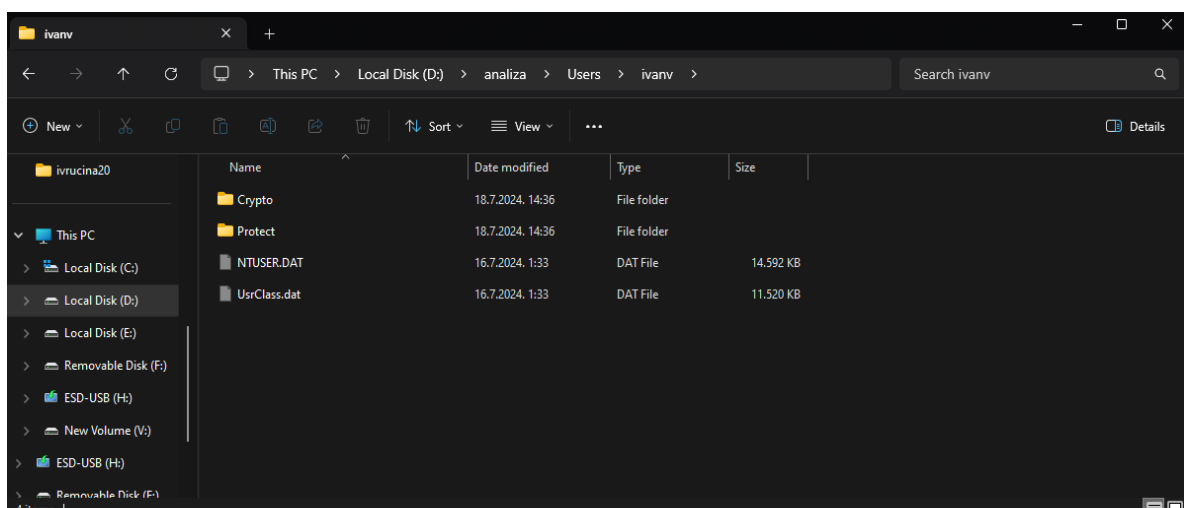 ivanv
This PC > Local Disk (D:) > analiza > Users > ivanv >
Search ivanv
New
Sort
View
Details
ivrucina20
This PC
Local Disk (C:)
Local Disk (D:)
Local Disk (E:)
Removable Disk (F:)
ESD-USB (H:)
New Volume (V:)
ESD-USB (H:)
Removable Disk (F:)
Name Date modified Type Size
Crypto 18.7.2024. 14:36 File folder
Protect 18.7.2024. 14:36 File folder
NTUSER.DAT 16.7.2024. 1:33 DAT File 14.592 KB
UsrClass.dat 16.7.2024. 1:33 DAT File 11.520 KB